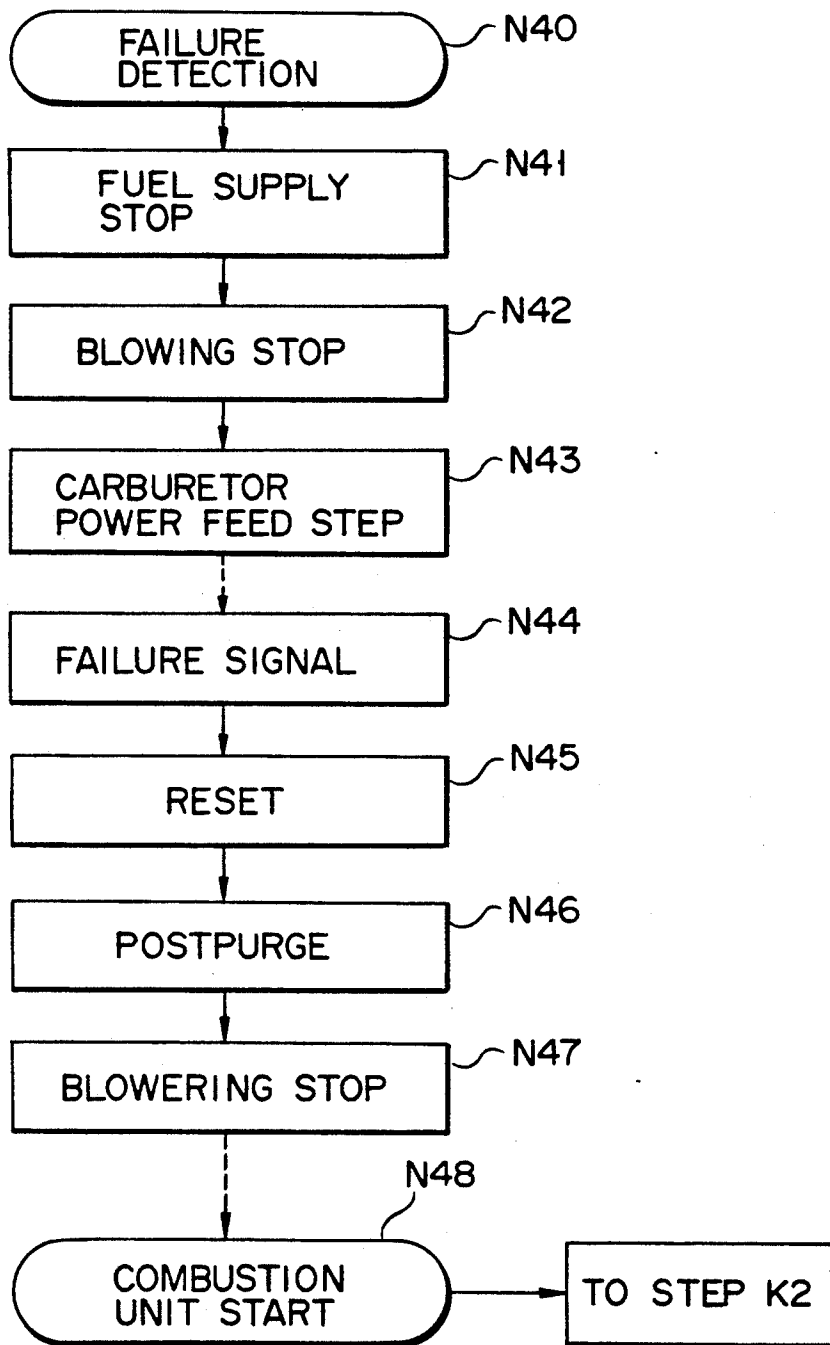 FAILURE
DETECTION
N40
FUEL SUPPLY
STOP
N41
BLOWING STOP
N42
CARBURETOR
POWER FEED STEP
N43
FAILURE SIGNAL
N44
RESET
N45
POSTPURGE
N46
BLOWERING STOP
N47
N48
COMBUSTION
UNIT START
TO STEP K2